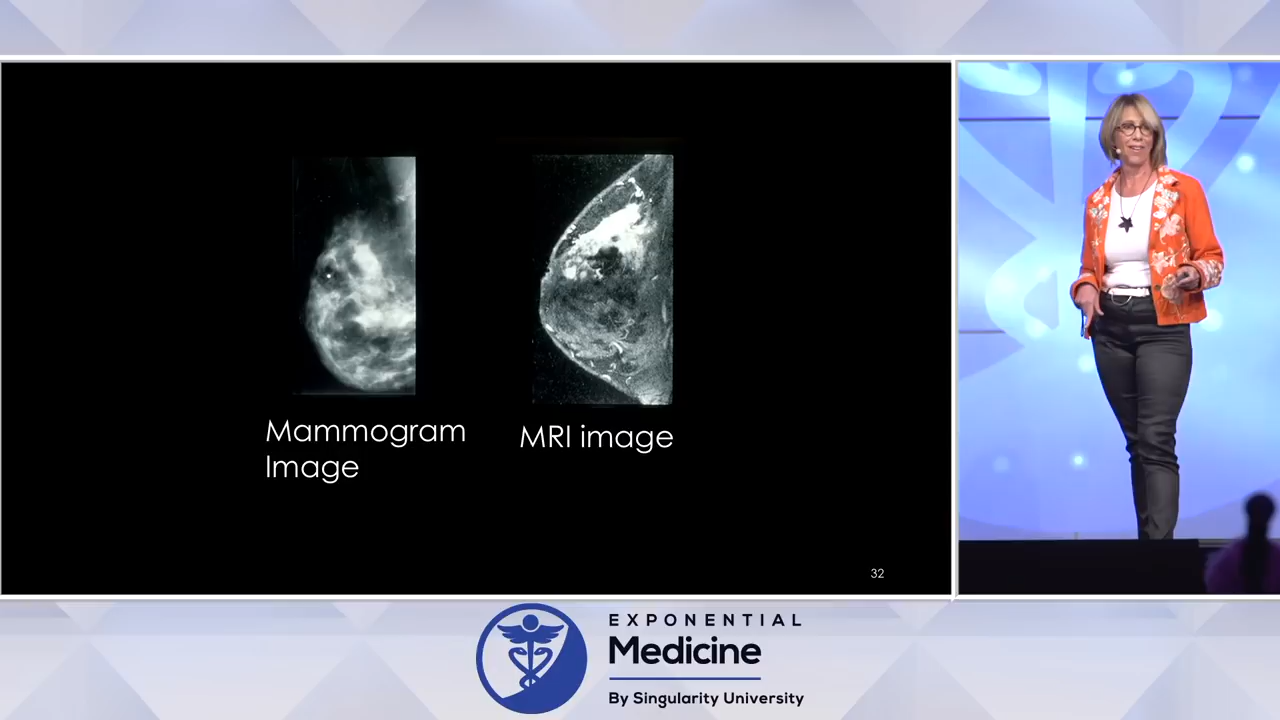 Mammogram
Image
MRI image
32
EXPONENTIAL
Medicine
By Singularity University